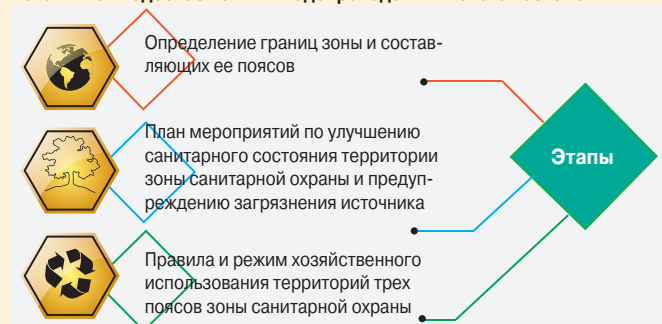 Определение границ зоны и состав-
ляющих ее поясов
План мероприятий по улучшению
санитарного состояния территории
зоны санитарной охраны и предуп-
реждению загрязнения источника
Правила и режим хозяйственного
использования территорий трех
поясов зоны санитарной охраны
Этапы